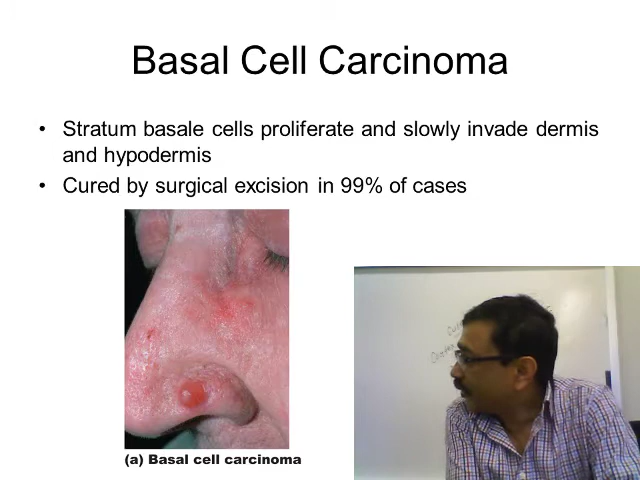 Basal Cell Carcinoma
• Stratum basale cells proliferate and slowly invade dermis
and hypodermis
• Cured by surgical excision in 99% of cases
(a) Basal cell carcinoma